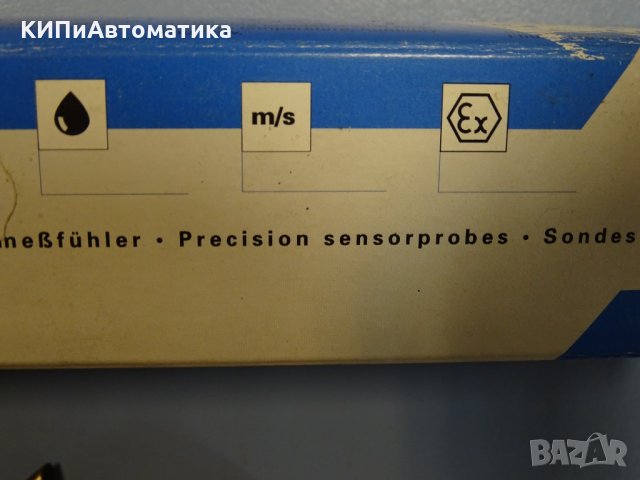 КИПиАвтоматика
m/s
Ex
neßfühler • Precision sensorprobes • Sondes
BAZAR